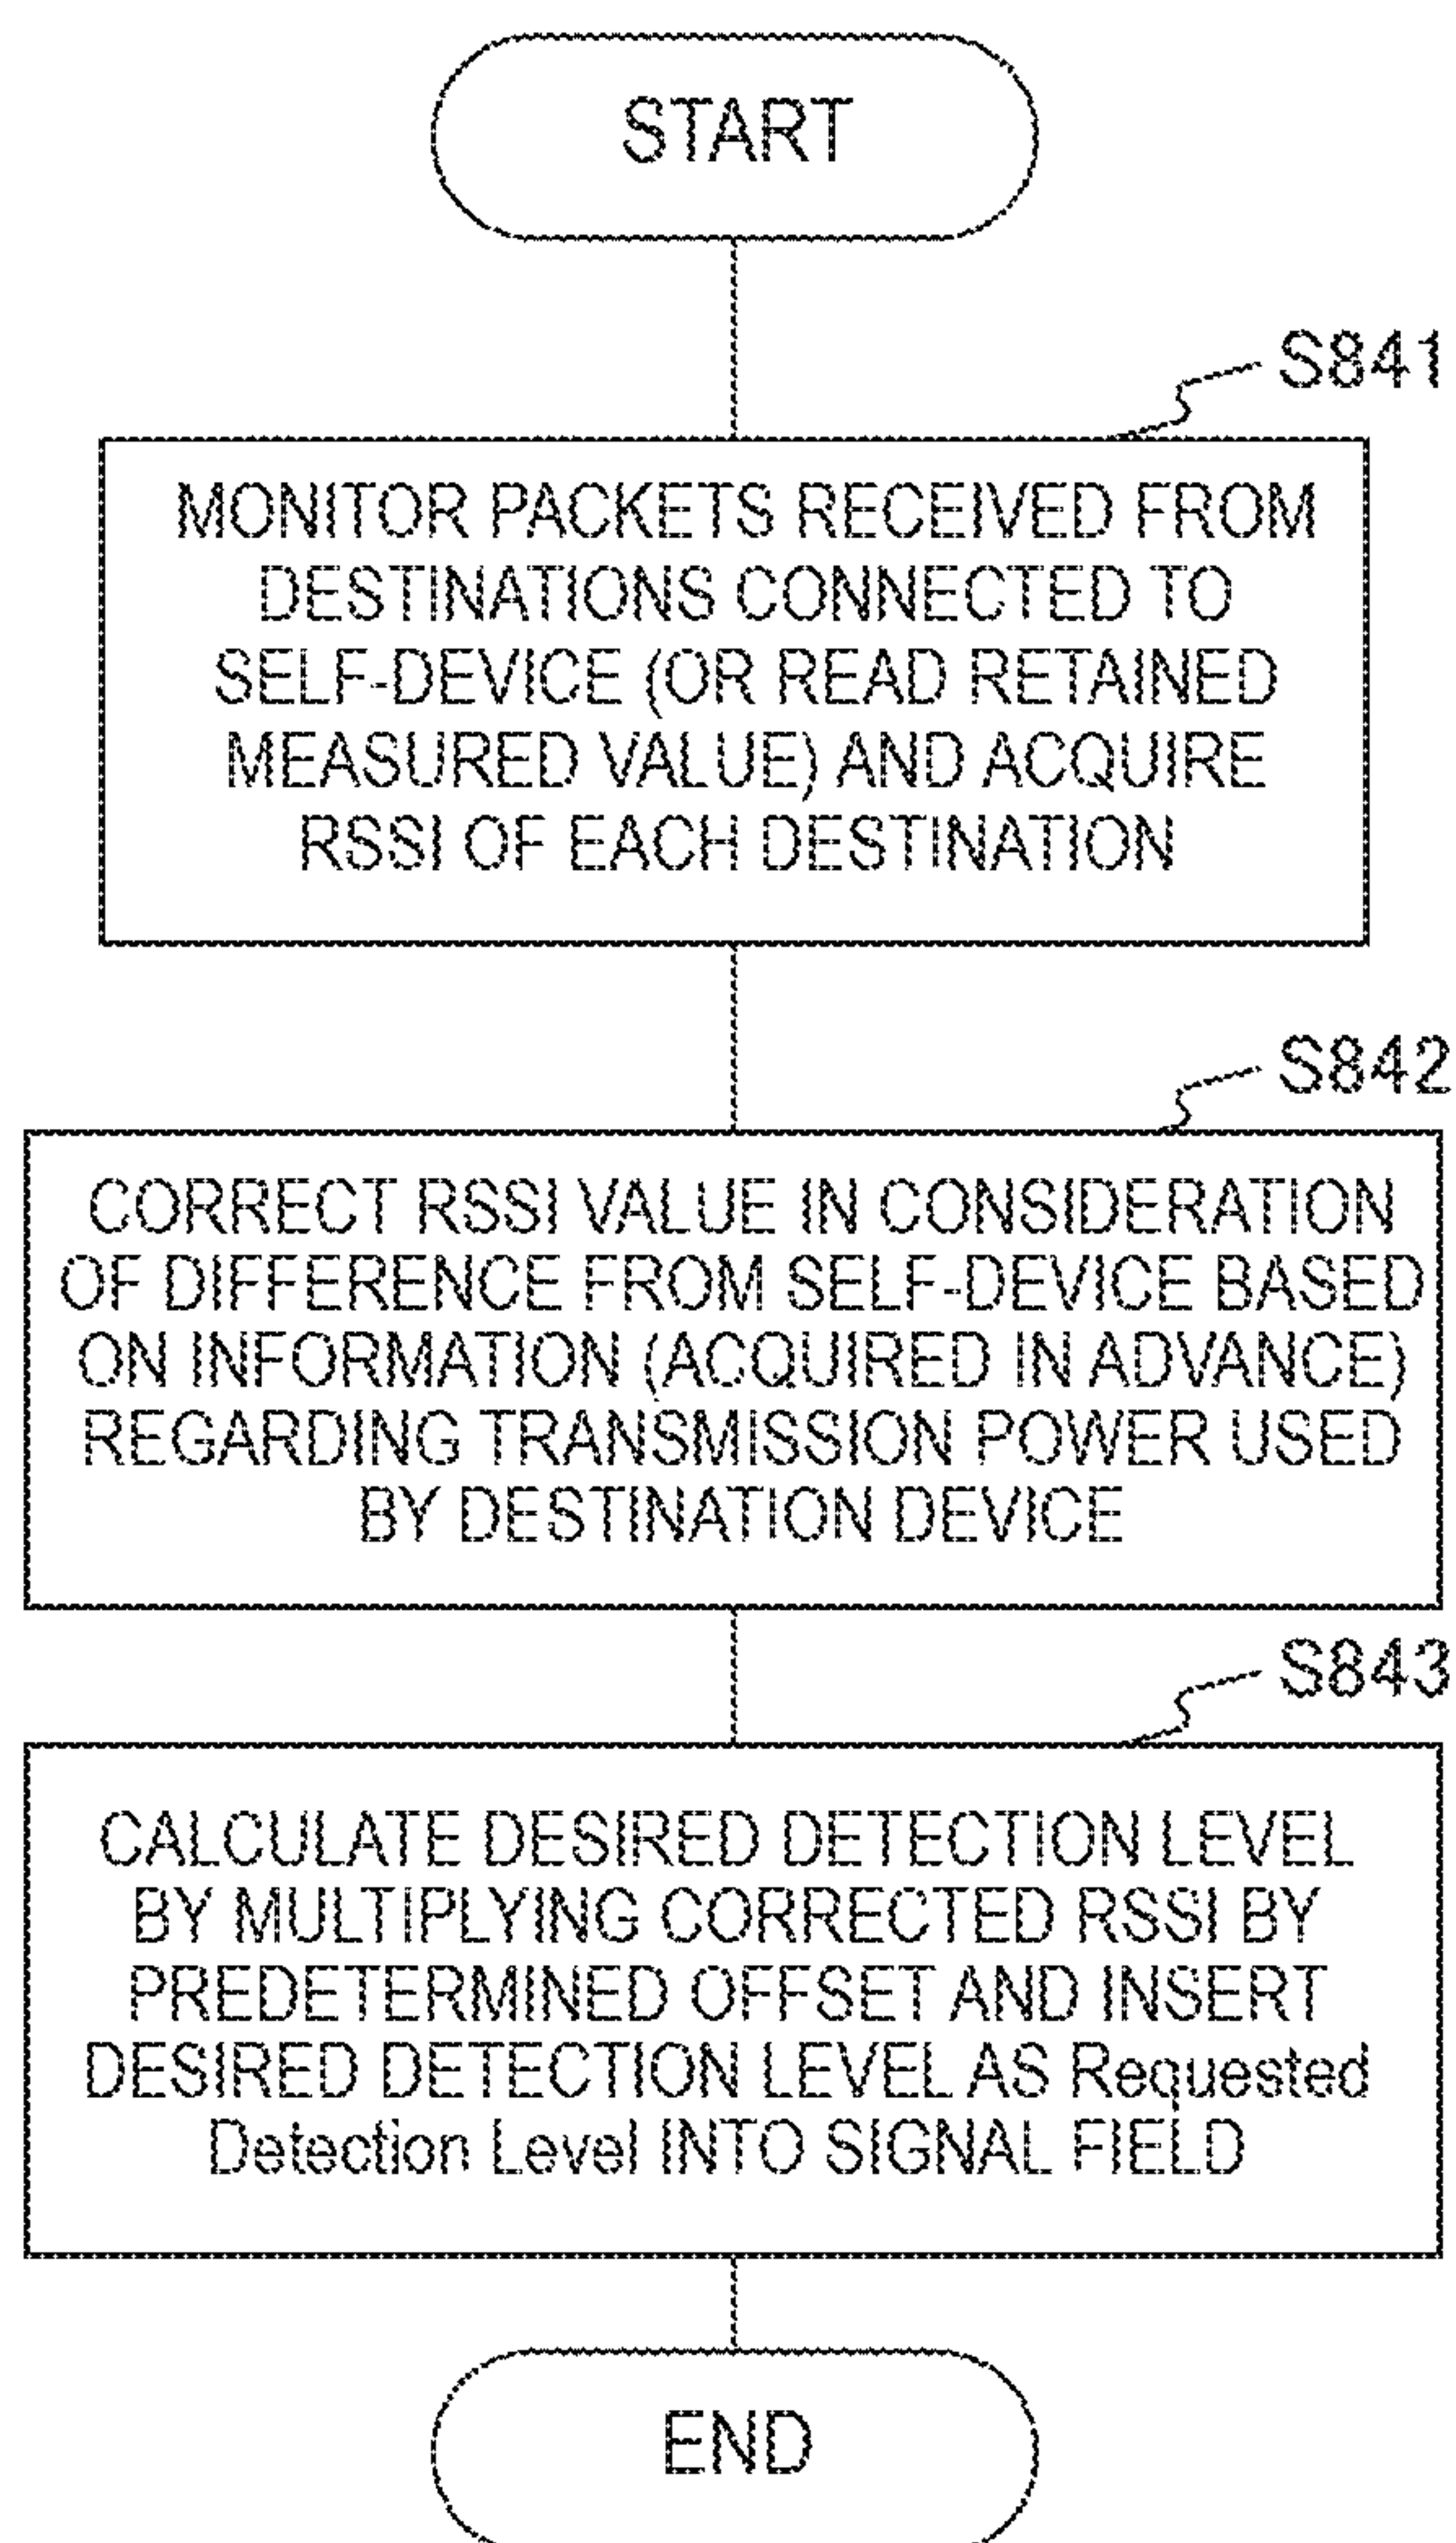 START
S841
MONITOR PACKETS RECEIVED FROM
DESTINATIONS CONNECTED TO
SELF-DEVICE (OR READ RETAINED
MEASURED VALUE) AND ACQUIRE
RSSI OF EACH DESTINATION
S842
CORRECT RSSI VALUE IN CONSIDERATION
OF DIFFERENCE FROM SELF-DEVICE BASED
ON INFORMATION (ACQUIRED IN ADVANCE)
REGARDING TRANSMISSION POWER USED
BY DESTINATION DEVICE
S843
CALCULATE DESIRED DETECTION LEVEL
BY MULTIPLYING CORRECTED RSSI BY
PREDETERMINED OFFSET AND INSERT
DESIRED DETECTION LEVEL AS Requested
Detection Level INTO SIGNAL FIELD
END